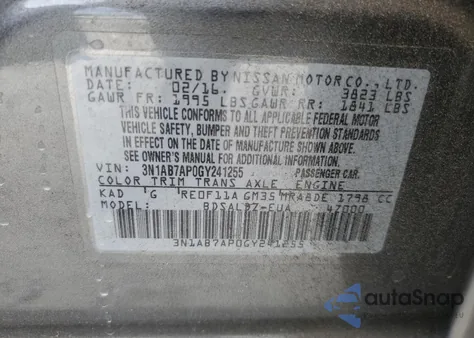 MANUFACTURED BY NISSAN MOTOR CO., LTD.
DATE: 02/16 GVWR: 3823 LBS
GAWR FR: 1995 LBS GAWR RR: 1841 LBS
THIS VEHICLE CONFORMS TO ALL APPLICABLE FEDERAL MOTOR
VEHICLE SAFETY, BUMPER AND THEFT PREVENTION STANDARDS
IN EFFECT ON THE DATE OF MANUFACTURE SHOWN ABOVE.
SEE OWNER'S MANUAL FOR ADDITIONAL INFORMATION
VIN: 3N1AB7AP0GY241255 PASSENGER CAR.
COLOR TRIM TRANS AXLE ENGINE
KAD G RE0F11A GM35 MRA8DE 1798 CC
BDSALBZ-EUA 4Z000
3N1AB7AP0GY241255
autoSnap